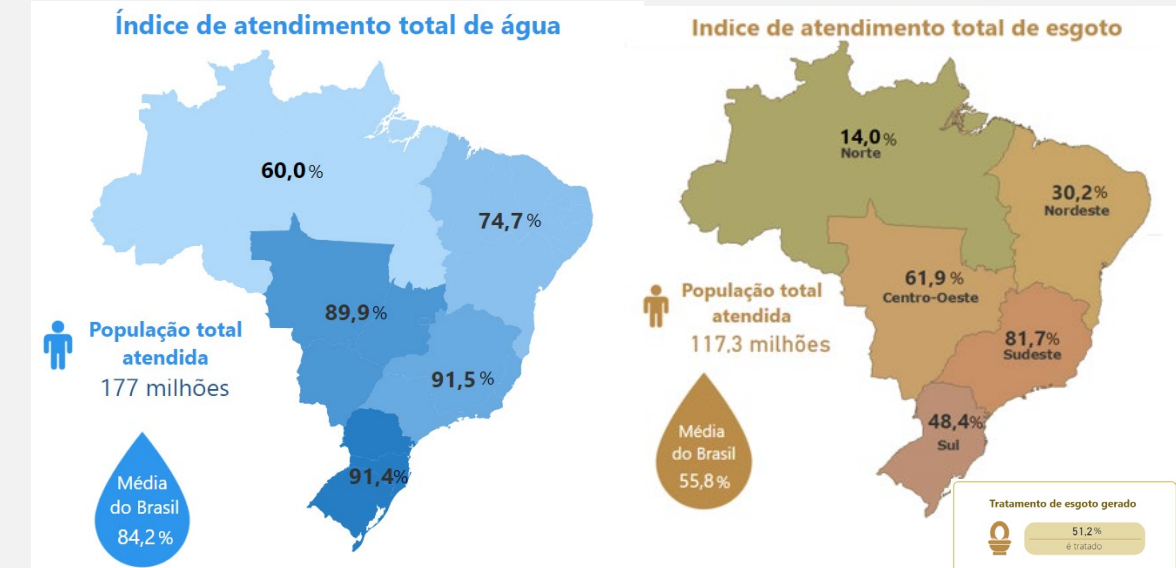 Índice de atendimento total de água
60,0%
74,7 %
89,9%
91,5 %
91,4%
População total
atendida
177 milhões
Média
do Brasil
84,2 %
Indice de atendimento total de esgoto
14,0 %
Norte
30,2%
Nordeste
61,9 %
Centro-Oeste
81,7%
Sudeste
48,4%
Sul
População total
atendida
117,3 milhões
Média
do Brasil
55,8 %
Tratamento de esgoto gerado
51,2%
é tratado